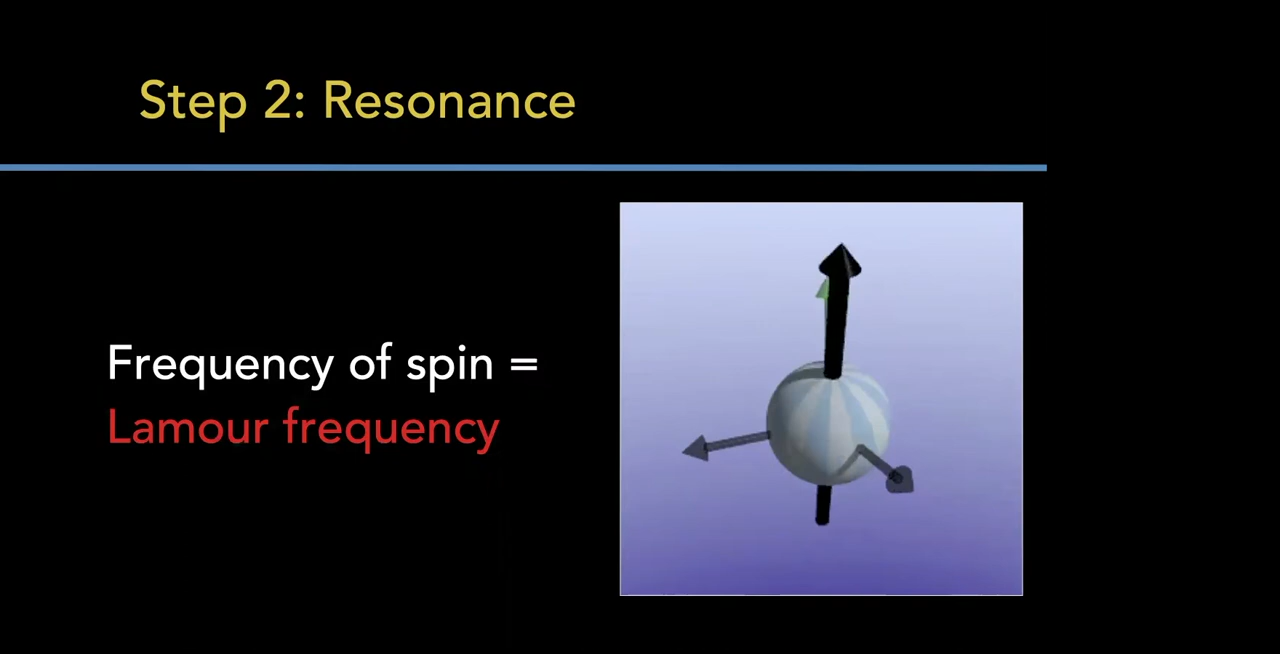 Step 2: Resonance
Frequency of spin =
Lamour frequency